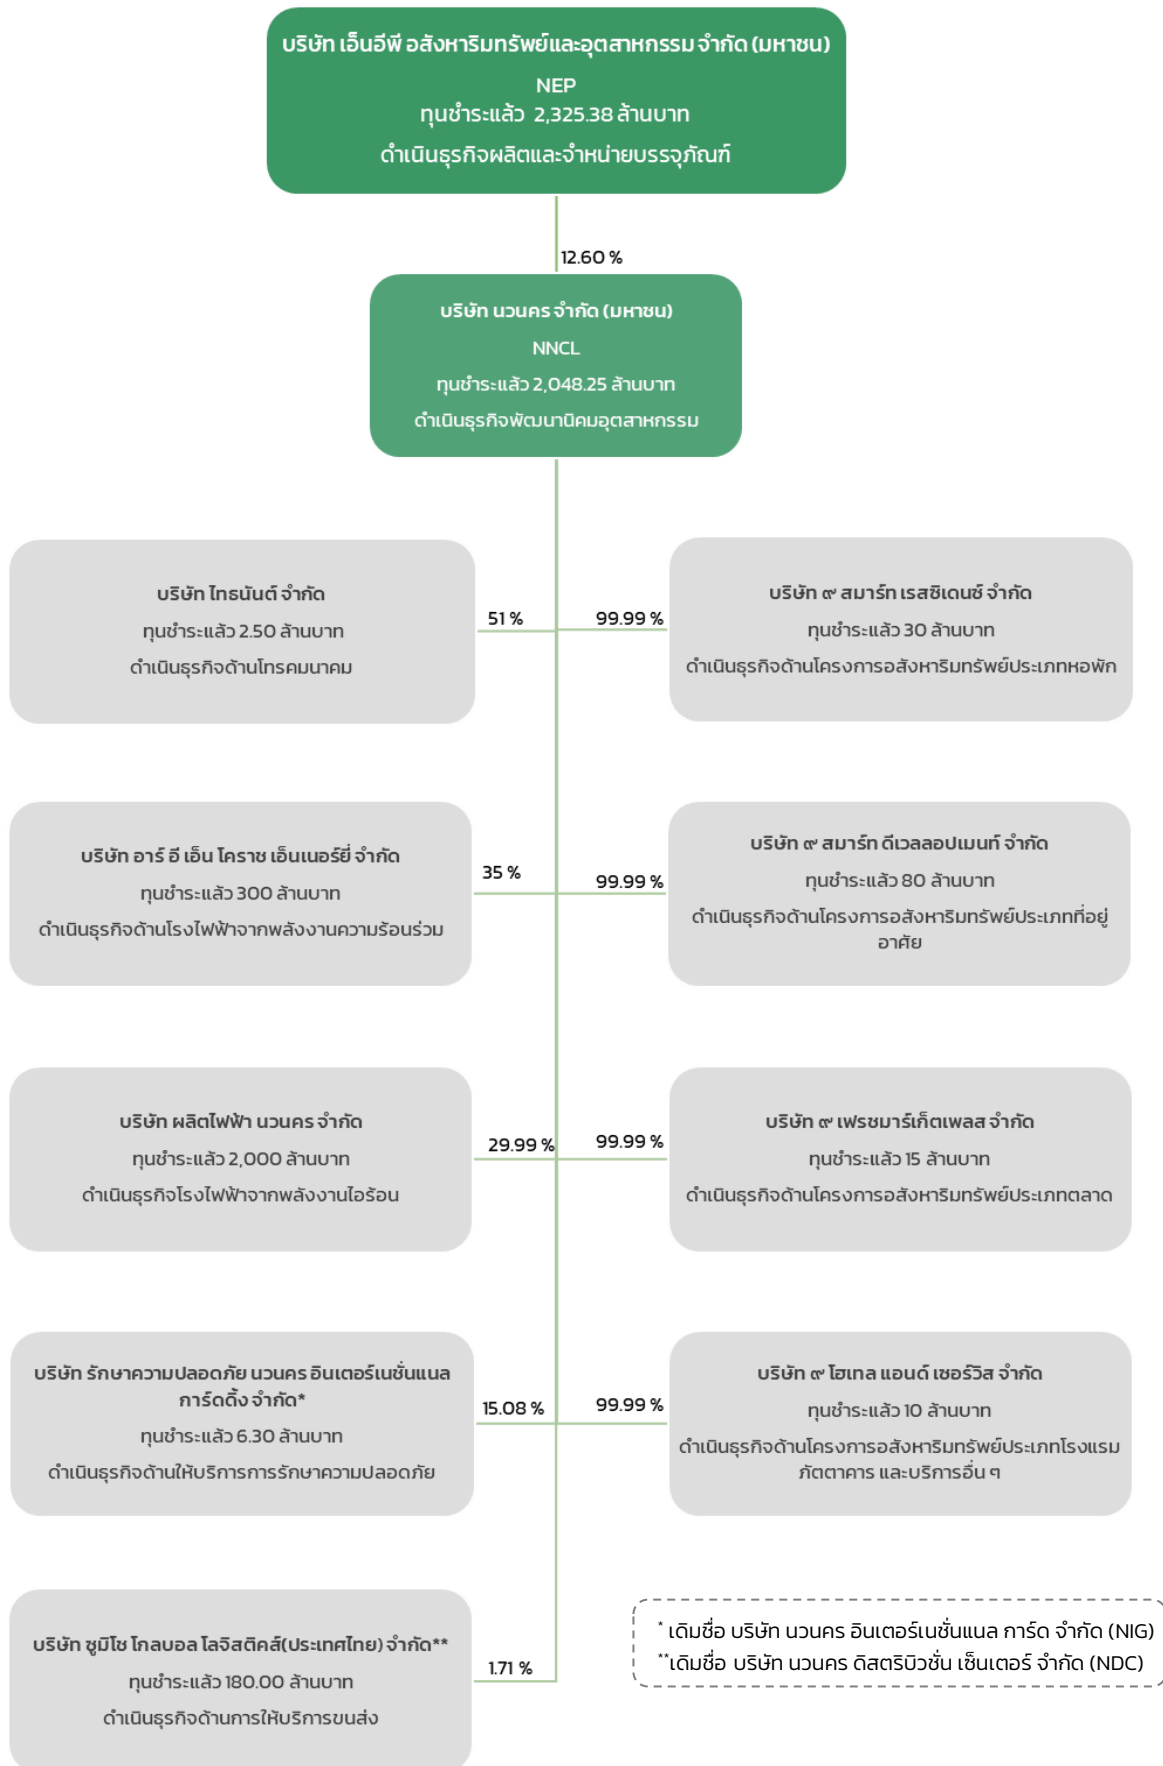 บริษัท เอ็นอีพี อสังหาริมทรัพย์และอุตสาหกรรม จำกัด (มหาชน)
NEP
ทุนชำระแล้ว 2,325.38 ล้านบาท
ดำเนินธุรกิจผลิตและจำหน่ายบรรจุภัณฑ์
12.60 %
บริษัท นวนคร จำกัด (มหาชน)
NNCL
ทุนชำระแล้ว 2,048.25 ล้านบาท
ดำเนินธุรกิจพัฒนานิคมอุตสาหกรรม
บริษัท ไทธนันต์ จำกัด
ทุนชำระแล้ว 2.50 ล้านบาท
ดำเนินธุรกิจด้านโทรคมนาคม
51 %
99.99 %
บริษัท ๙ สมาร์ท เรสซิเดนซ์ จำกัด
ทุนชำระแล้ว 30 ล้านบาท
ดำเนินธุรกิจด้านโครงการอสังหาริมทรัพย์ประเภทหอพัก
บริษัท อาร์ อี เอ็น โคราช เอ็นเนอร์ยี่ จำกัด
ทุนชำระแล้ว 300 ล้านบาท
ดำเนินธุรกิจด้านโรงไฟฟ้าจากพลังงานความร้อนร่วม
35 %
99.99 %
บริษัท ๙ สมาร์ท ดีเวลลอปเมนท์ จำกัด
ทุนชำระแล้ว 80 ล้านบาท
ดำเนินธุรกิจด้านโครงการอสังหาริมทรัพย์ประเภทที่อยู่
อาศัย
บริษัท ผลิตไฟฟ้า นวนคร จำกัด
ทุนชำระแล้ว 2,000 ล้านบาท
ดำเนินธุรกิจโรงไฟฟ้าจากพลังงานไอร้อน
29.99 %
99.99 %
บริษัท ๙ เฟรชมาร์เก็ตเพลส จำกัด
ทุนชำระแล้ว 15 ล้านบาท
ดำเนินธุรกิจด้านโครงการอสังหาริมทรัพย์ประเภทตลาด
บริษัท รักษาความปลอดภัย นวนคร อินเตอร์เนชั่นแนล
การ์ดดิ้ง จำกัด*
ทุนชำระแล้ว 6.30 ล้านบาท
ดำเนินธุรกิจด้านให้บริการการรักษาความปลอดภัย
15.08 %
99.99 %
บริษัท ๙ โฮเทล แอนด์ เซอร์วิส จำกัด
ทุนชำระแล้ว 10 ล้านบาท
ดำเนินธุรกิจด้านโครงการอสังหาริมทรัพย์ประเภทโรงแรม
ภัตตาคาร และบริการอื่น ๆ
บริษัท ซูมิโช โกลบอล โลจิสติคส์(ประเทศไทย) จำกัด**
ทุนชำระแล้ว 180.00 ล้านบาท
ดำเนินธุรกิจด้านการให้บริการขนส่ง
1.71 %
* เดิมชื่อ บริษัท นวนคร อินเตอร์เนชั่นแนล การ์ด จำกัด (NIG)
**เดิมชื่อ บริษัท นวนคร ดิสตริบิวชั่น เซ็นเตอร์ จำกัด (NDC)